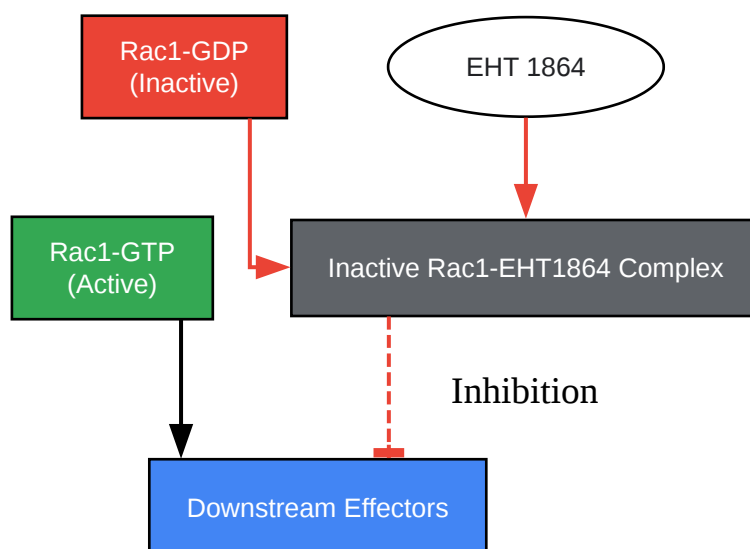 Rac1-GDP
(Inactive)
EHT 1864
Rac1-GTP
(Active)
Inactive Rac1-EHT1864 Complex
Inhibition
Downstream Effectors